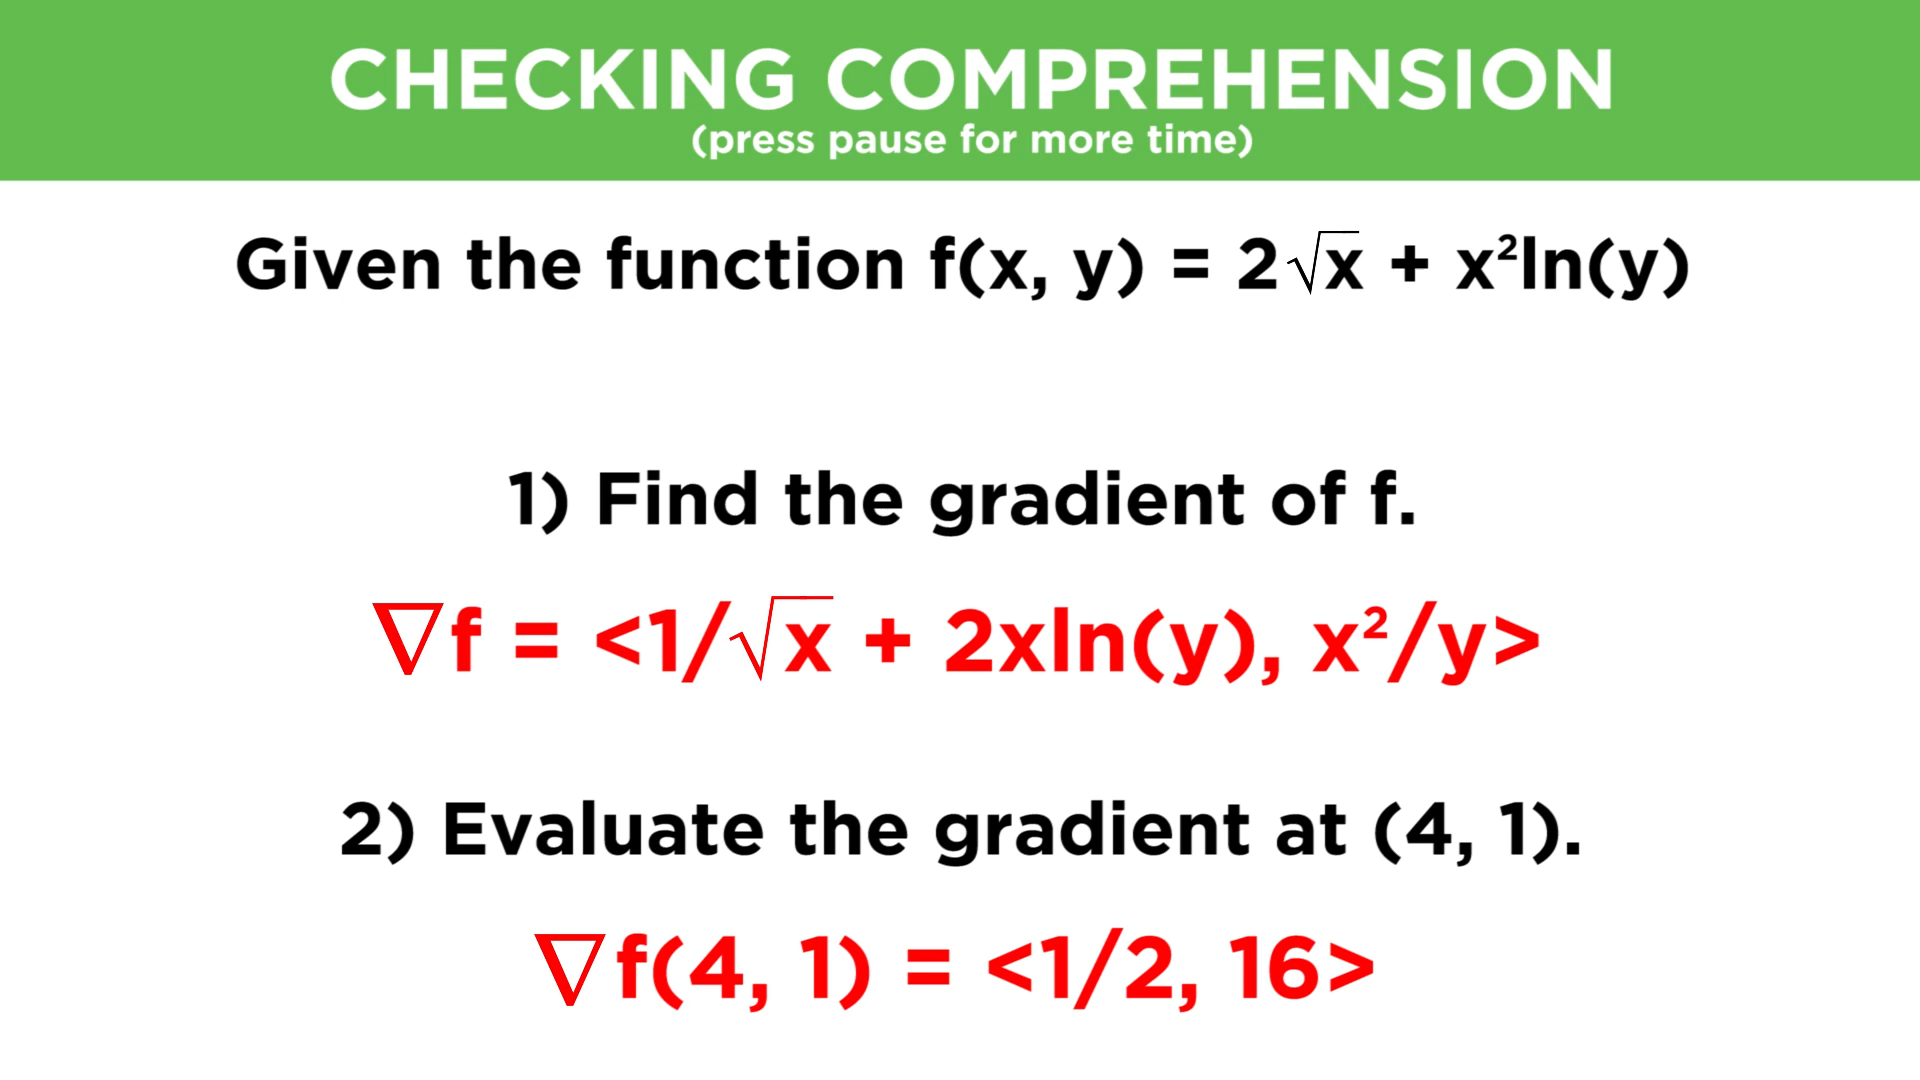 CHECKING COMPREHENSION
(press pause for more time)
Given the function f(x, y) = 2√x + x²ln(y)
1) Find the gradient of f.
∇f = <1/√x + 2xln(y), x²/y>
2) Evaluate the gradient at (4, 1).
∇f(4, 1) = <1/2, 16>